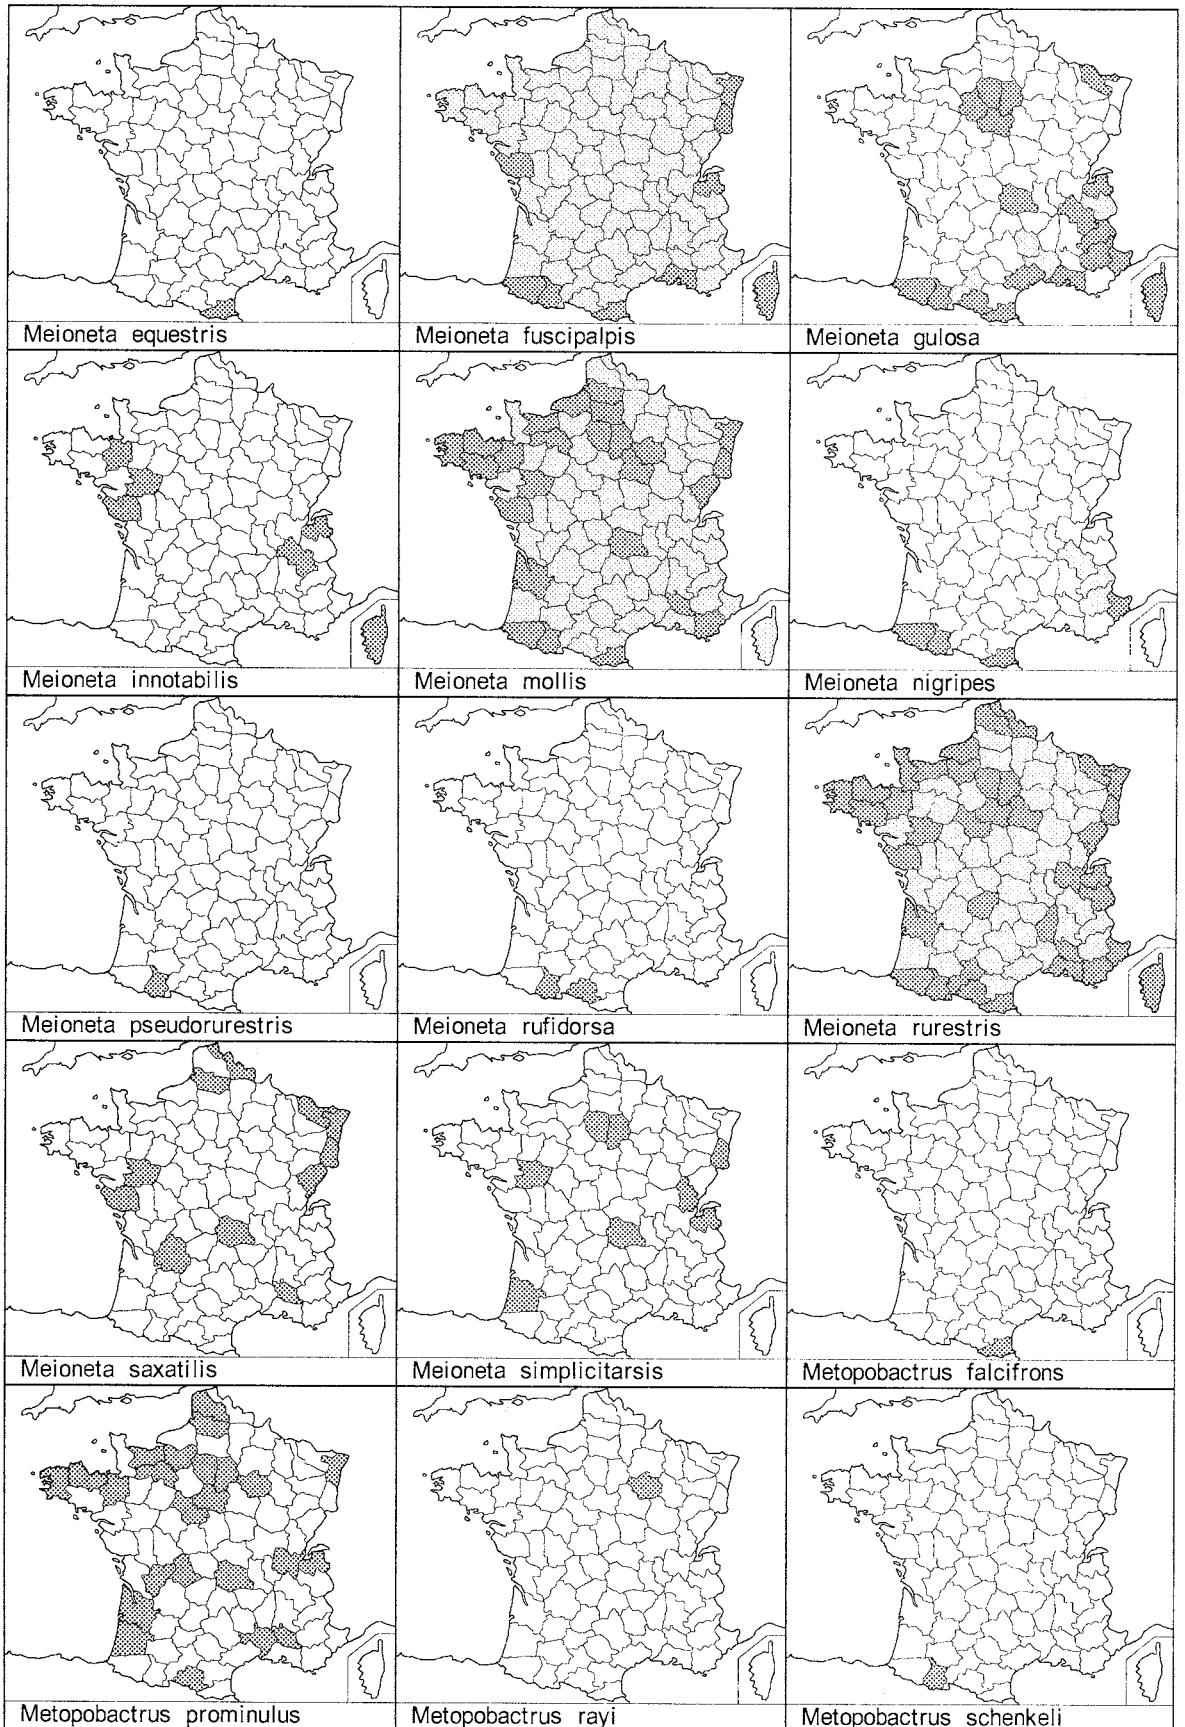 Meioneta equestris
Meioneta fuscipalpis
Meioneta gulosa
Meioneta innotabilis
Meioneta mollis
Meioneta nigripes
Meioneta pseudorurestris
Meioneta rufidorsa
Meioneta rurestris
Meioneta saxatilis
Meioneta simplicitarsis
Metopobactrus falcifrons
Metopobactrus prominulus
Metopobactrus rayi
Metopobactrus schenkeli